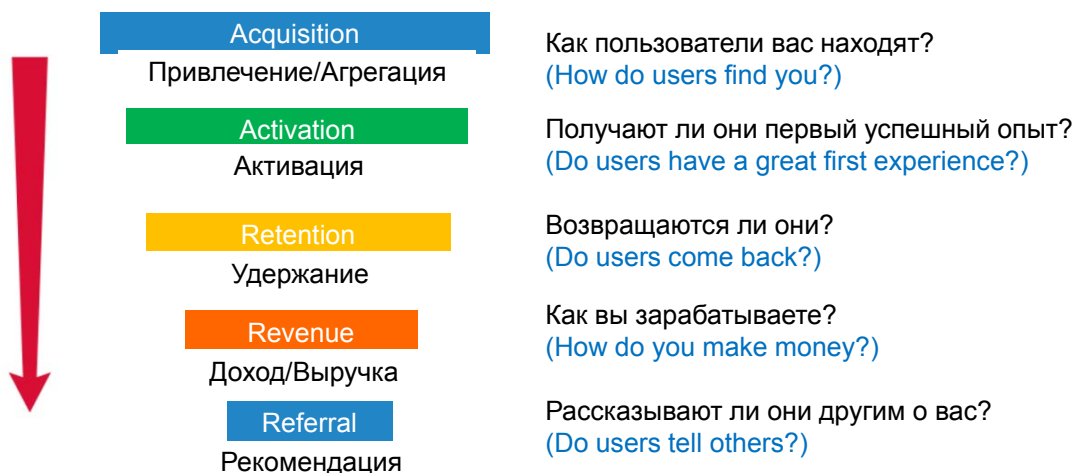 Acquisition
Привлечение/Агрегация
Как пользователи вас находят?
(How do users find you?)
Activation
Активация
Получают ли они первый успешный опыт?
(Do users have a great first experience?)
Retention
Удержание
Возвращаются ли они?
(Do users come back?)
Revenue
Доход/Выручка
Как вы зарабатываете?
(How do you make money?)
Referral
Рекомендация
Рассказывают ли они другим о вас?
(Do users tell others?)